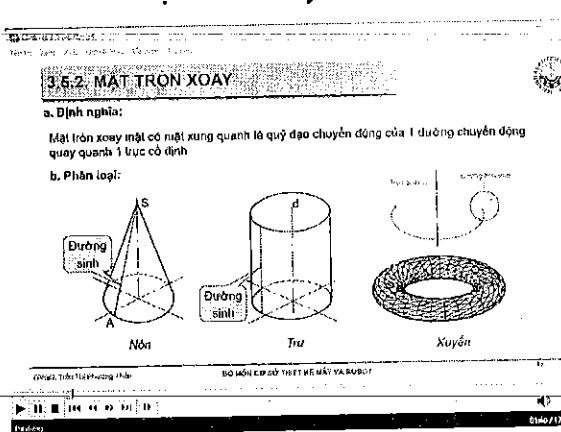 3.5.2. MẶT TRÒN XOAY
a. Định nghĩa:
Mặt tròn xoay mặt có mặt xung quanh là quỹ đạo chuyển động của 1 đường chuyển động
quay quanh 1 trục cố định
b. Phân loại:
S
d
Đường
sinh
Đường
sinh
A
Nón
Trụ
Xuyến
BỘ MÔN CƠ SỞ THIẾT KẾ MÁY VÀ ROBOT